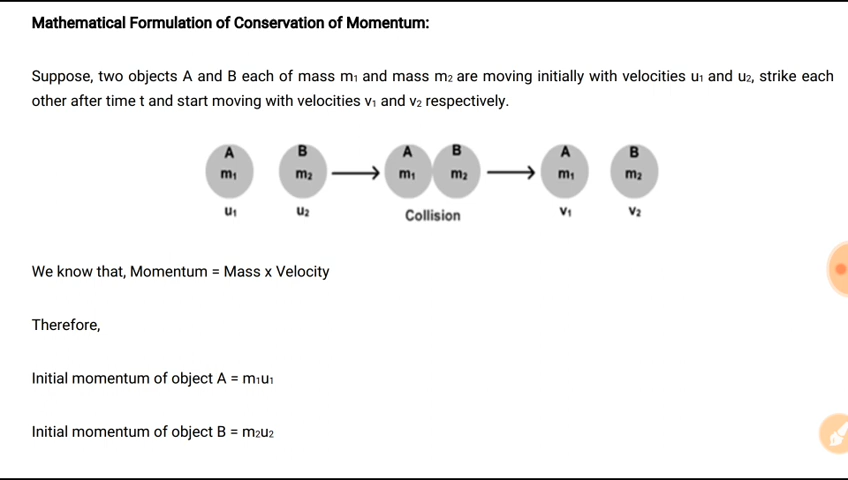 Mathematical Formulation of Conservation of Momentum:
Suppose, two objects A and B each of mass m₁ and mass m₂ are moving initially with velocities u₁ and u₂, strike each
other after time t and start moving with velocities v₁ and v₂ respectively.
A B A B A B
m₁ m₂ m₁ m₂ m₁ m₂
u₁ u₂ Collision v₁ v₂
We know that, Momentum = Mass x Velocity
Therefore,
Initial momentum of object A = m₁u₁
Initial momentum of object B = m₂u₂